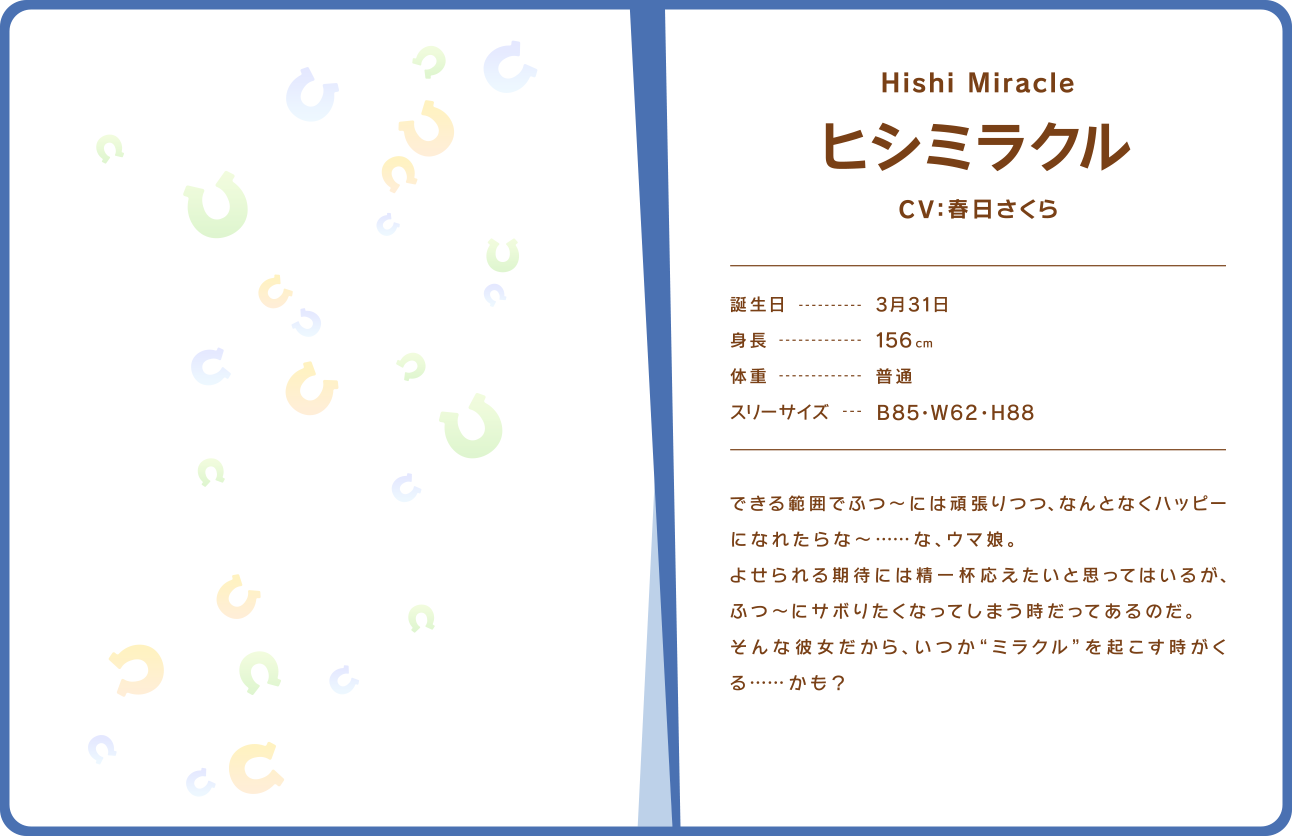 Hishi Miracle
ヒシミラクル
CV:春日さくら
誕生日 ---------- 3月31日
身長 ------------- 156cm
体重 ------------- 普通
スリーサイズ --- B85・W62・H88
できる範囲でふつ〜には頑張りつつ、なんとなくハッピー
になれたらな〜……な、ウマ娘。
よせられる期待には精一杯応えたいと思ってはいるが、
ふつ〜にサボりたくなってしまう時だってあるのだ。
そんな彼女だから、いつか“ミラクル”を起こす時がく
る……かも？